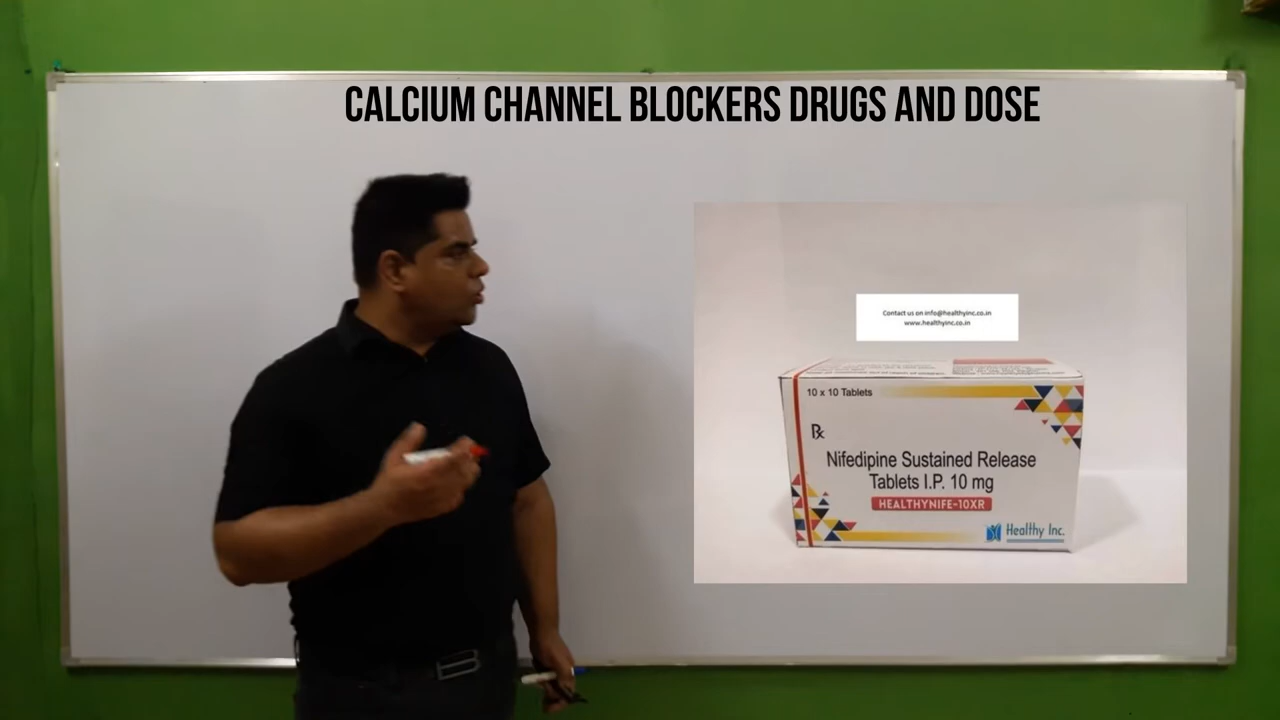 CALCIUM CHANNEL BLOCKERS DRUGS AND DOSE
Contact us on info@healthyinc.co.in
www.healthyinc.co.in
10 x 10 Tablets
Rx
Nifedipine Sustained Release
Tablets I.P. 10 mg
HEALTHYNIFE-10XR
Healthy Inc.